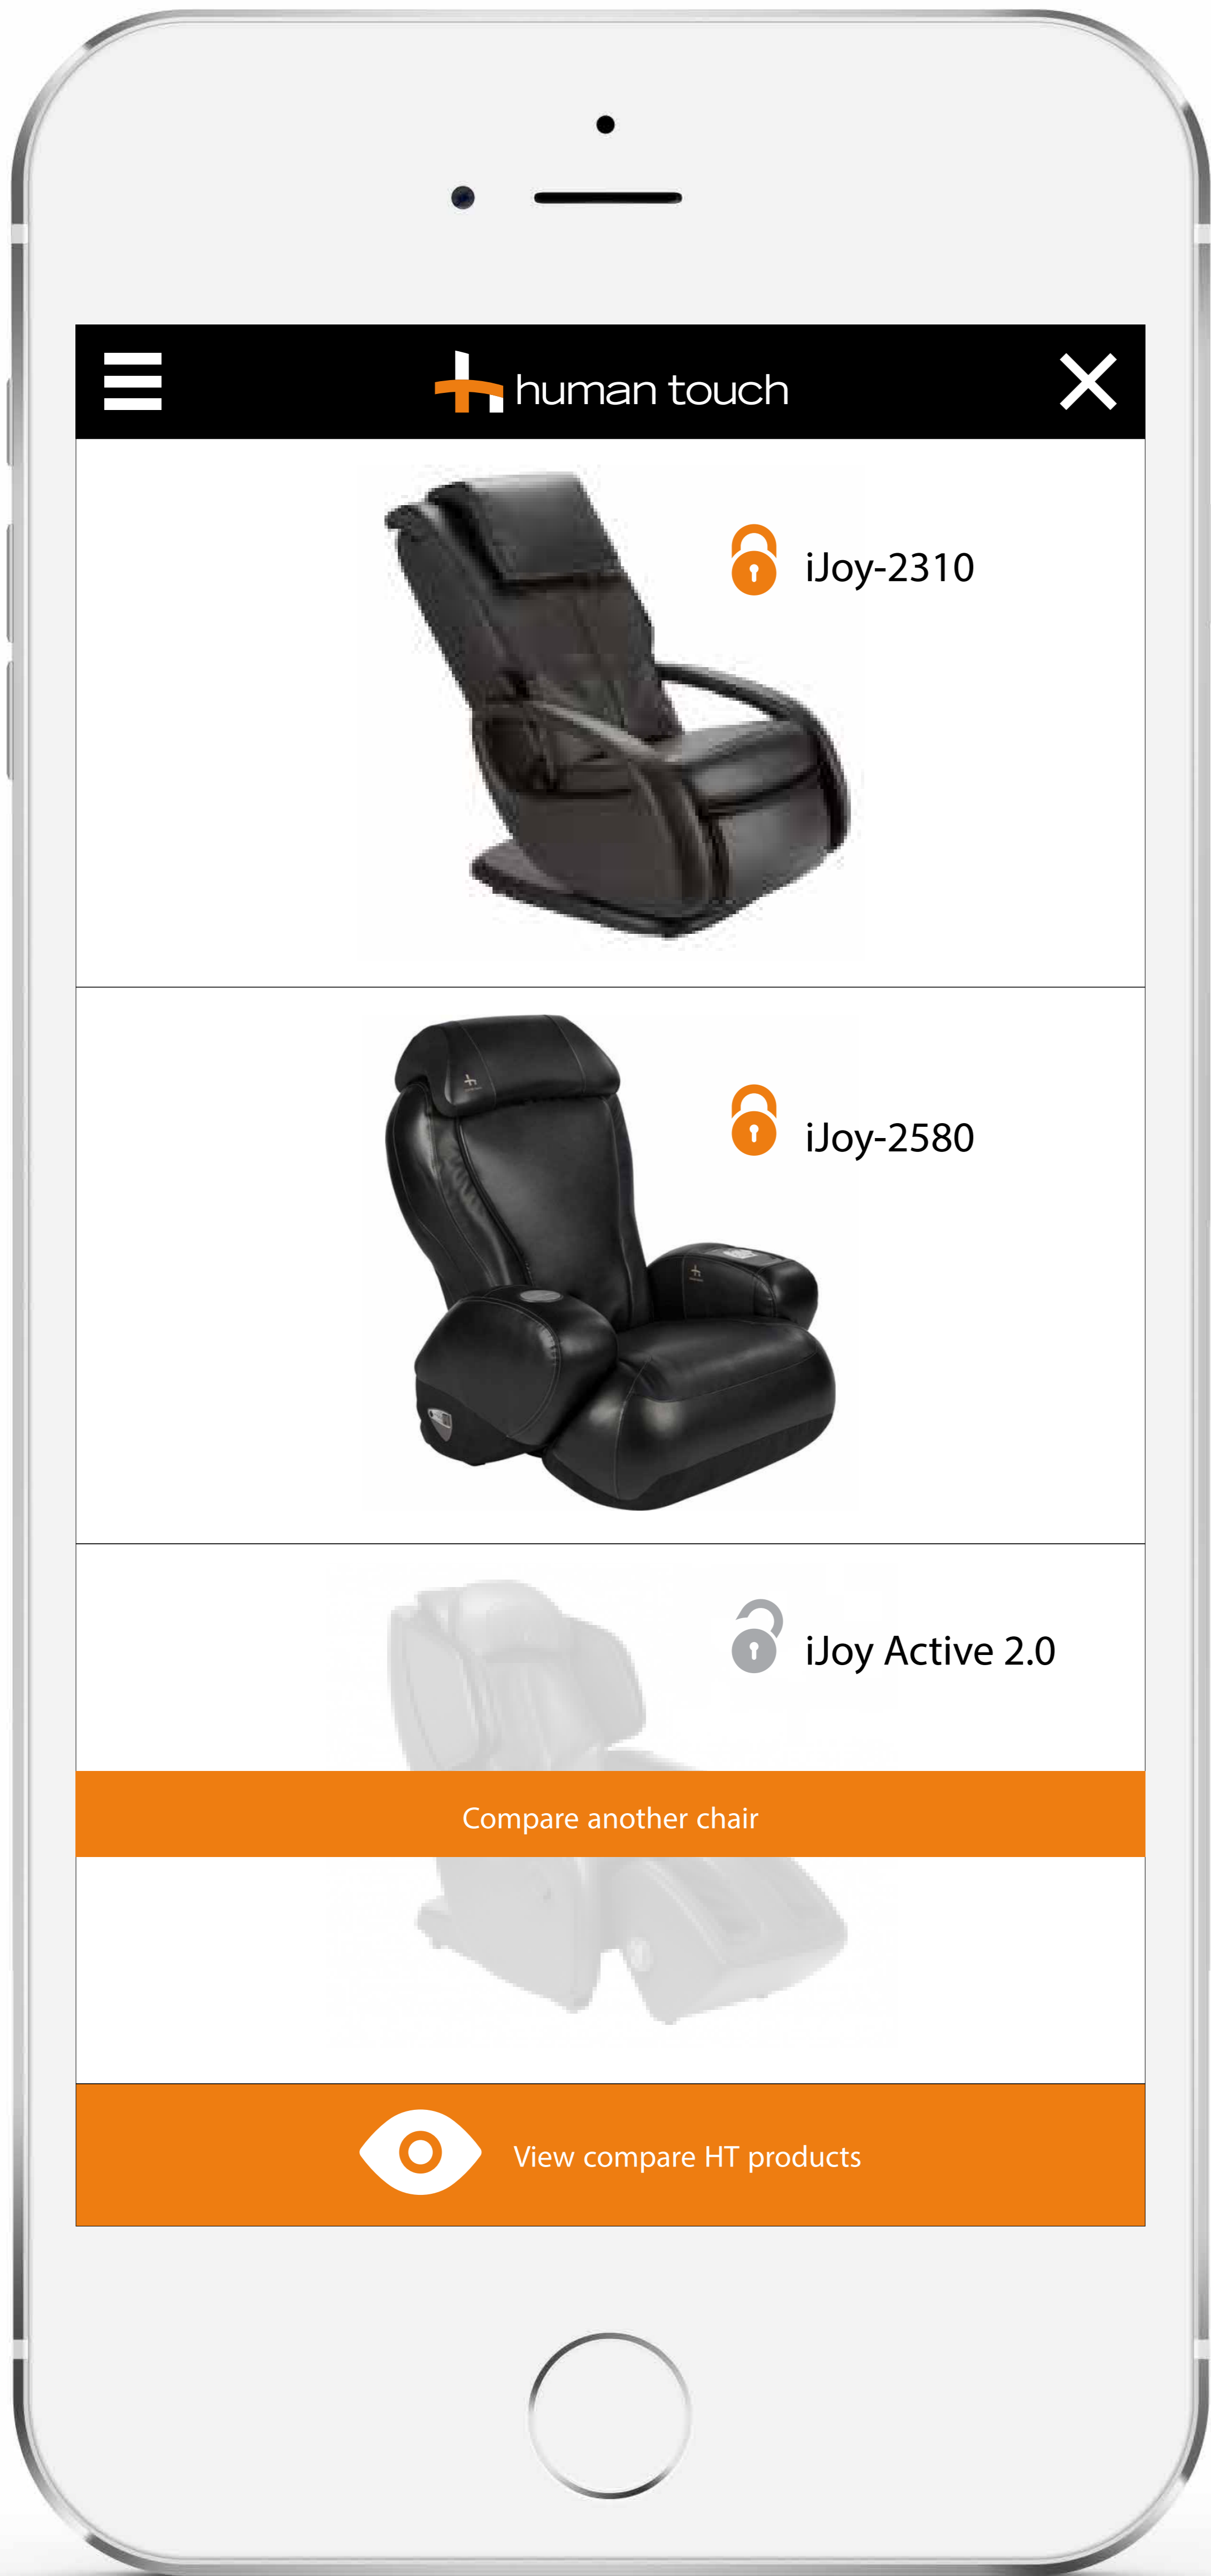 human touch
iJoy-2310
iJoy-2580
iJoy Active 2.0
Compare another chair
View compare HT products